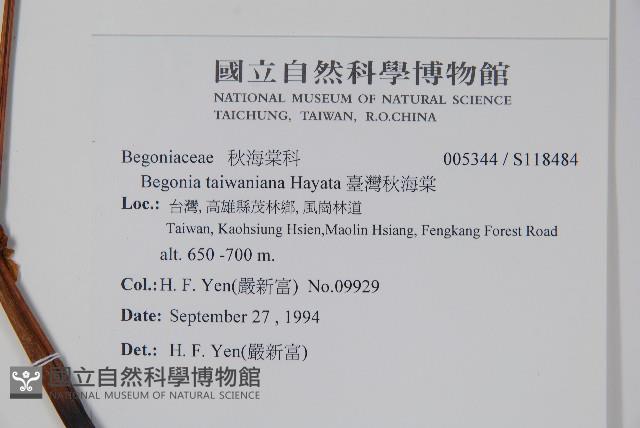 國立自然科學博物館
NATIONAL MUSEUM OF NATURAL SCIENCE
TAICHUNG, TAIWAN, R.O.CHINA
Begoniaceae 秋海棠科 005344 / S118484
Begonia taiwaniana Hayata 臺灣秋海棠
Loc.: 台灣, 高雄縣茂林鄉, 風崗林道
Taiwan, Kaohsiung Hsien,Maolin Hsiang, Fengkang Forest Road
alt. 650 -700 m.
Col.: H. F. Yen(嚴新富) No.09929
Date: September 27 , 1994
Det.: H. F. Yen(嚴新富)
國立自然科學博物館
NATIONAL MUSEUM OF NATURAL SCIENCE